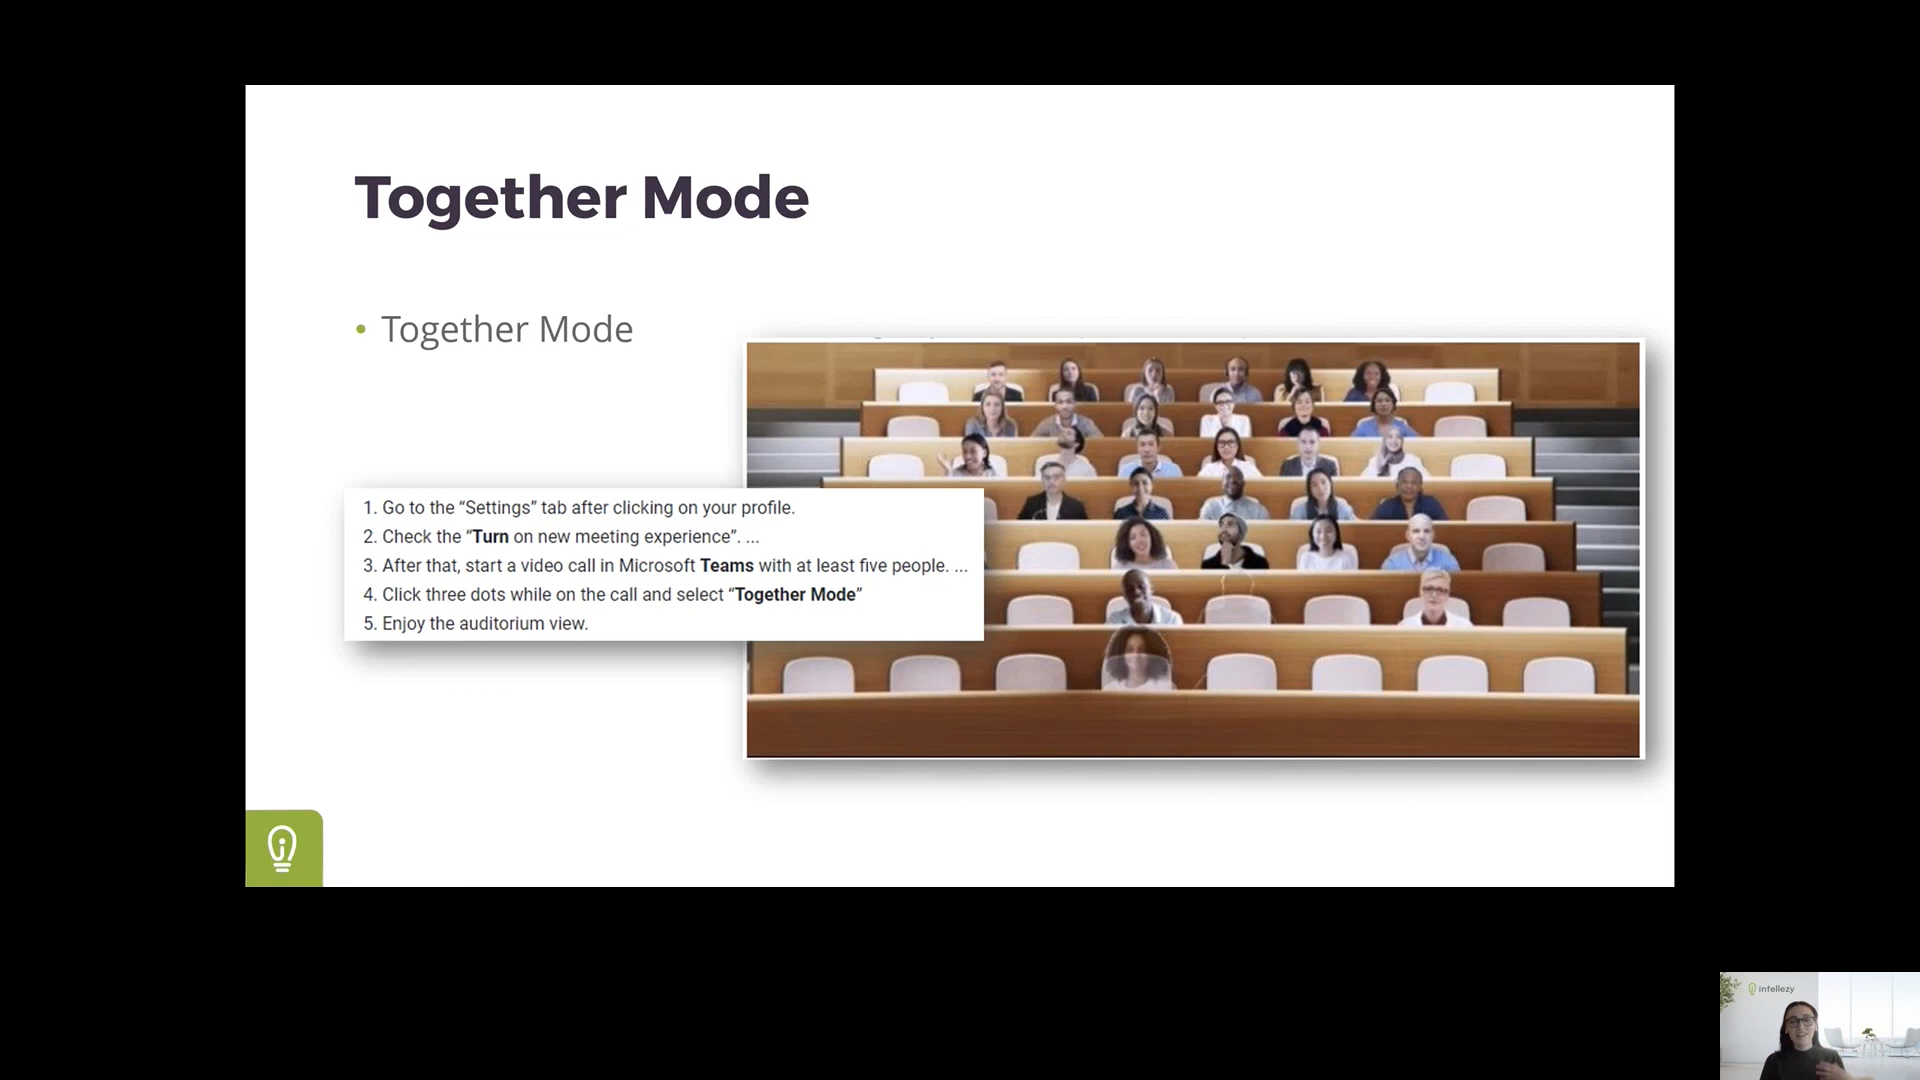 Together Mode
• Together Mode
1. Go to the “Settings” tab after clicking on your profile.
2. Check the “Turn on new meeting experience”. ...
3. After that, start a video call in Microsoft Teams with at least five people. ...
4. Click three dots while on the call and select “Together Mode”
5. Enjoy the auditorium view.
intellezy